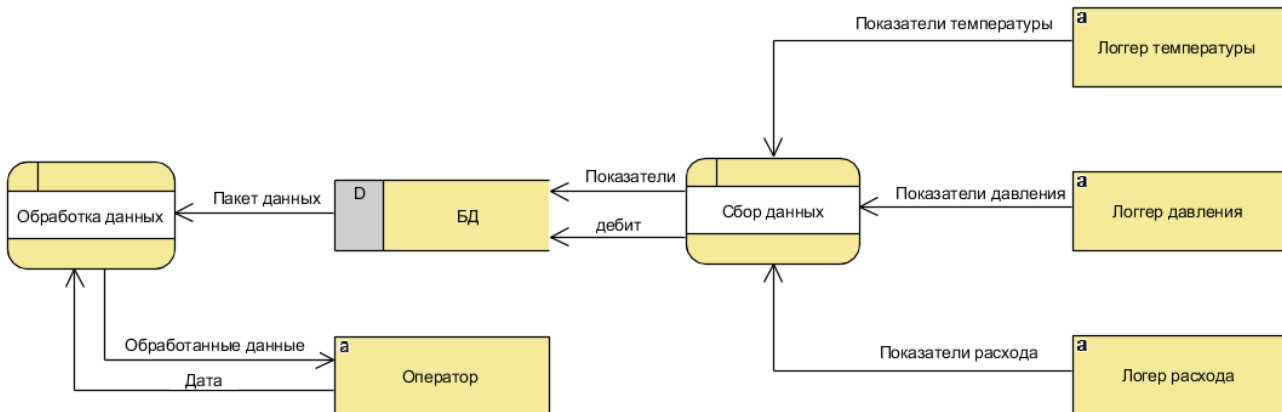 Показатели температуры
a
Логгер температуры
Обработка данных
Пакет данных
D
БД
Показатели
дебит
Сбор данных
Показатели давления
a
Логгер давления
Обработанные данные
Дата
a
Оператор
Показатели расхода
a
Логер расхода